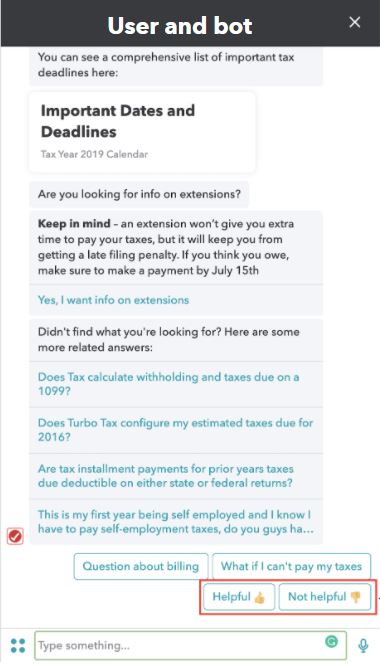 User and bot
You can see a comprehensive list of important tax
deadlines here:
Important Dates and
Deadlines
Tax Year 2019 Calendar
Are you looking for info on extensions?
Keep in mind – an extension won't give you extra
time to pay your taxes, but it will keep you from
getting a late filing penalty. If you think you owe,
make sure to make a payment by July 15th
Yes, I want info on extensions
Didn't find what you're looking for? Here are some
more related answers:
Does Tax calculate withholding and taxes due on a
1099?
Does Turbo Tax configure my estimated taxes due for
2016?
Are tax installment payments for prior years taxes
due deductible on either state or federal returns?
This is my first year being self employed and I know I
have to pay self-employment taxes, do you guys ha...
Question about billing
What if I can't pay my taxes
Helpful 👍
Not helpful 👎
Type something...